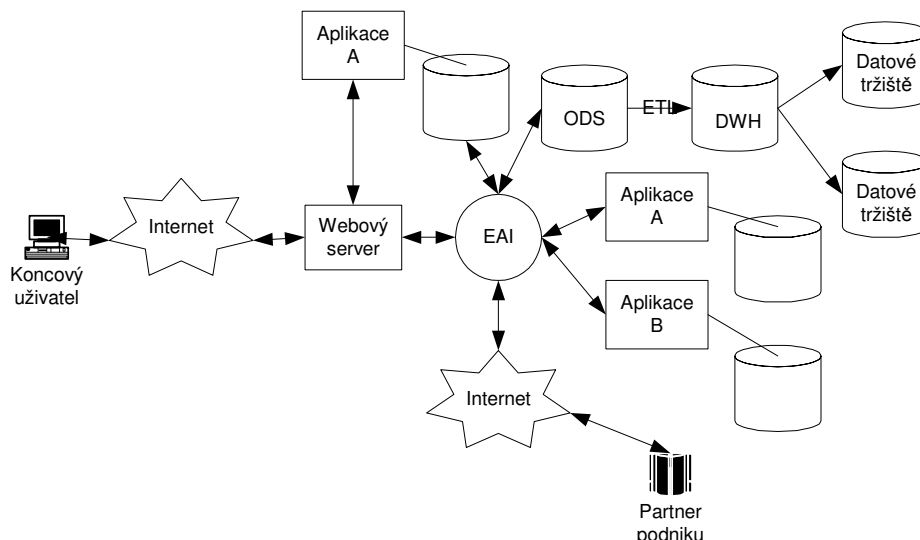 Aplikace
A
Datové
tržiště
ODS
ETL
DWH
Datové
tržiště
Aplikace
A
Internet
Webový
server
EAI
Koncový
uživatel
Aplikace
B
Internet
Partner
podniku